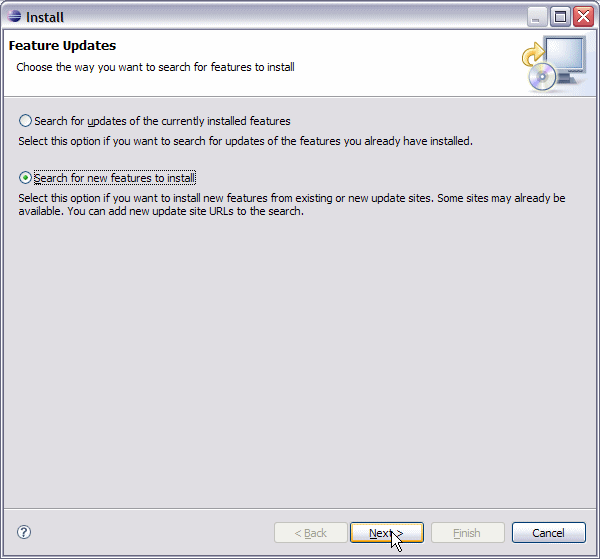 Install
Feature Updates
Choose the way you want to search for features to install
Search for updates of the currently installed features
Select this option if you want to search for updates of the features you already have installed.
Search for new features to install
Select this option if you want to install new features from existing or new update sites. Some sites may already be
available. You can add new update site URLs to the search.
?
< Back
Next >
Finish
Cancel